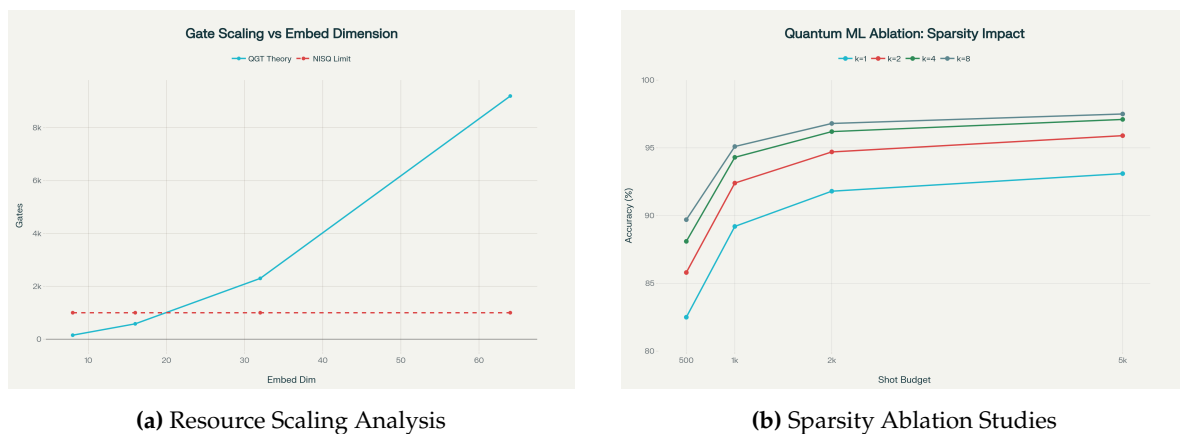 Gate Scaling vs Embed Dimension
QGT Theory NISQ Limit
8k
6k
4k
2k
0
Gates
10 20 30 40 50 60
Embed Dim
(a) Resource Scaling Analysis
Quantum ML Ablation: Sparsity Impact
k=1 k=2 k=4 k=8
100
95
90
85
80
Accuracy (%)
500 1k 2k 5k
Shot Budget
(b) Sparsity Ablation Studies